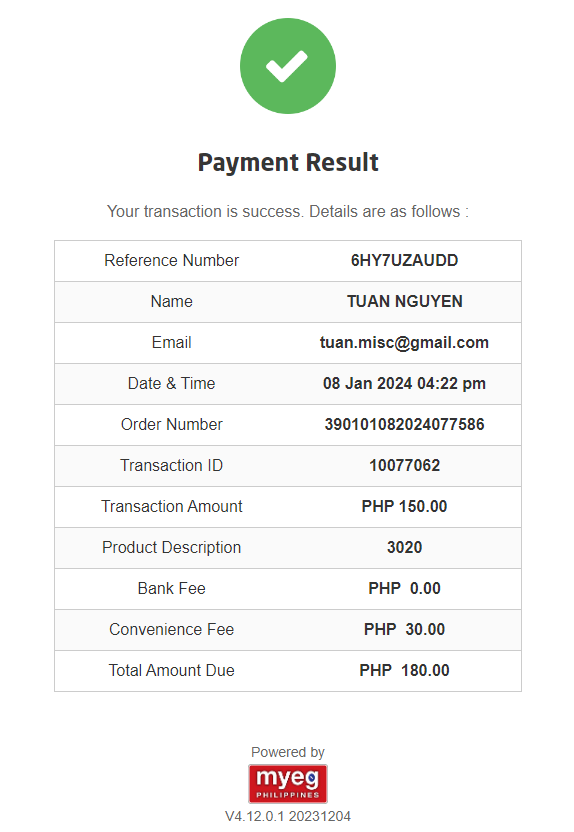 Payment Result
Your transaction is success. Details are as follows :
Reference Number 6HY7UZAUDD
Name TUAN NGUYEN
Email tuan.misc@gmail.com
Date & Time 08 Jan 2024 04:22 pm
Order Number 390101082024077586
Transaction ID 10077062
Transaction Amount PHP 150.00
Product Description 3020
Bank Fee PHP 0.00
Convenience Fee PHP 30.00
Total Amount Due PHP 180.00
Powered by
myeg
PHILIPPINES
V4.12.0.1 20231204